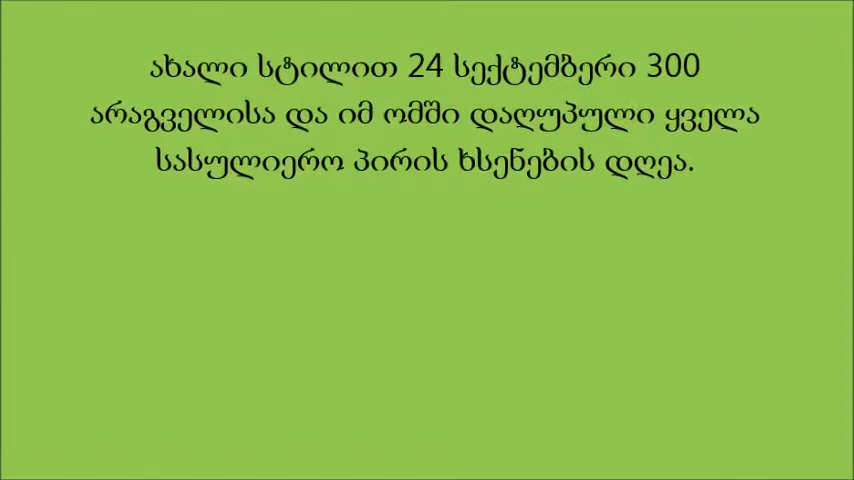 ახალი სტილით 24 სექტემბერი 300
არაგველისა და იმ ომში დაღუპული ყველა
სასულიერო პირის ხსენების დღეა.